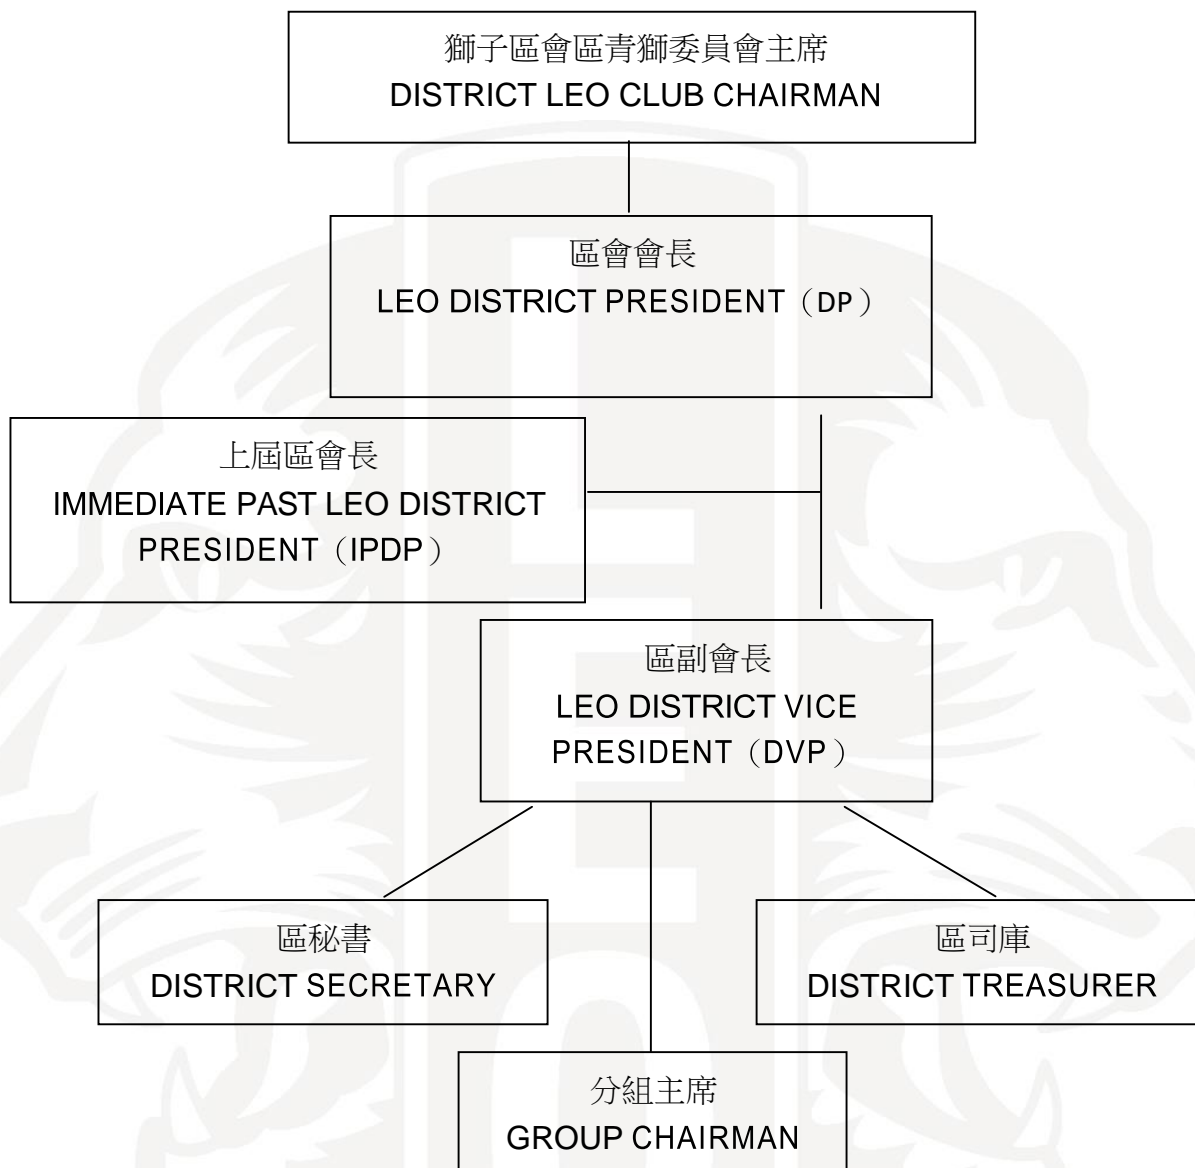 獅子區會區青獅委員會主席
DISTRICT LEO CLUB CHAIRMAN
區會會長
LEO DISTRICT PRESIDENT（DP）
上屆區會長
IMMEDIATE PAST LEO DISTRICT
PRESIDENT（IPDP）
區副會長
LEO DISTRICT VICE
PRESIDENT（DVP）
區秘書
DISTRICT SECRETARY
區司庫
DISTRICT TREASURER
分組主席
GROUP CHAIRMAN